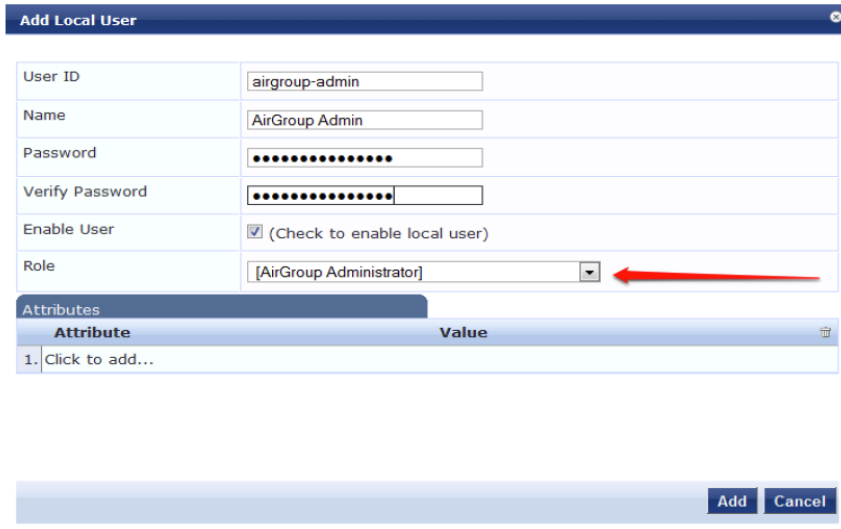 Add Local User
User ID airgroup-admin
Name AirGroup Admin
Password •••••••••••••••
Verify Password •••••••••••••••
Enable User (Check to enable local user)
Role [AirGroup Administrator]
Attributes
Attribute Value
1. Click to add...
Add Cancel